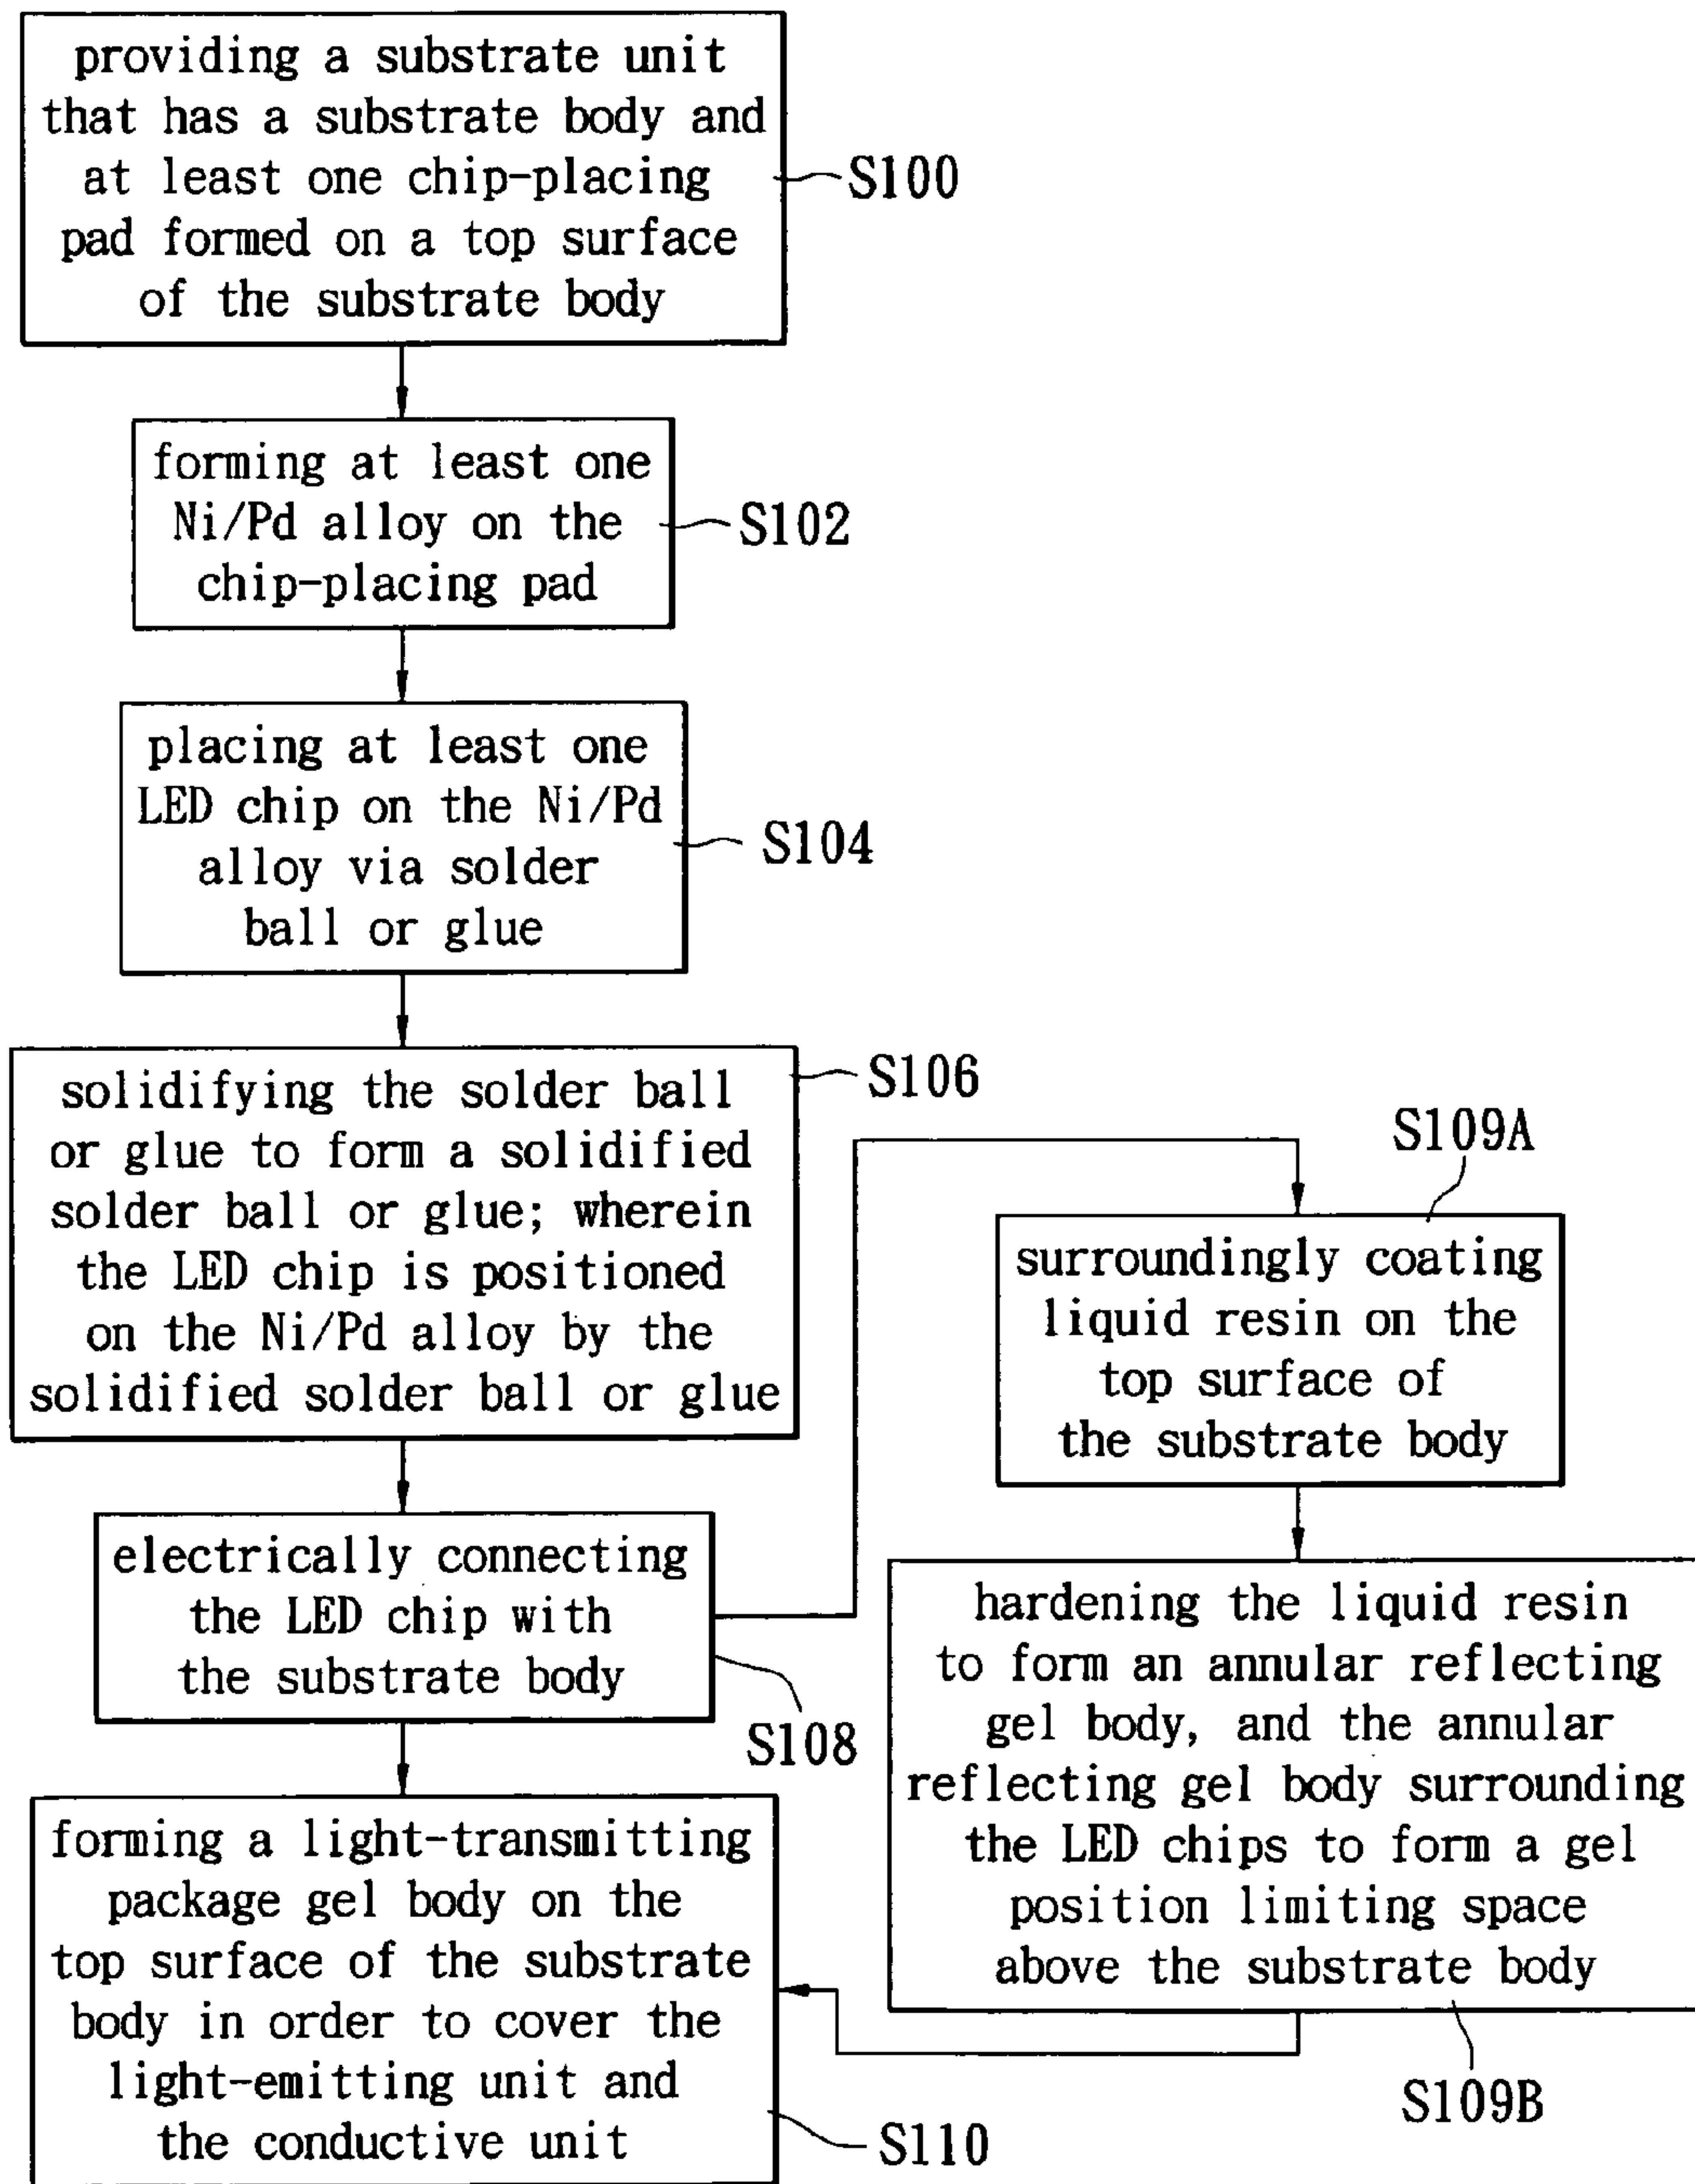 providing a substrate unit
that has a substrate body and
at least one chip-placing
pad formed on a top surface
of the substrate body
S100
forming at least one
Ni/Pd alloy on the
chip-placing pad
S102
placing at least one
LED chip on the Ni/Pd
alloy via solder
ball or glue
S104
solidifying the solder ball
or glue to form a solidified
solder ball or glue; wherein
the LED chip is positioned
on the Ni/Pd alloy by the
solidified solder ball or glue
S106
electrically connecting
the LED chip with
the substrate body
S108
S109A
surroundingly coating
liquid resin on the
top surface of
the substrate body
hardening the liquid resin
to form an annular reflecting
gel body, and the annular
reflecting gel body surrounding
the LED chips to form a gel
position limiting space
above the substrate body
S109B
forming a light-transmitting
package gel body on the
top surface of the substrate
body in order to cover the
light-emitting unit and
the conductive unit
S110